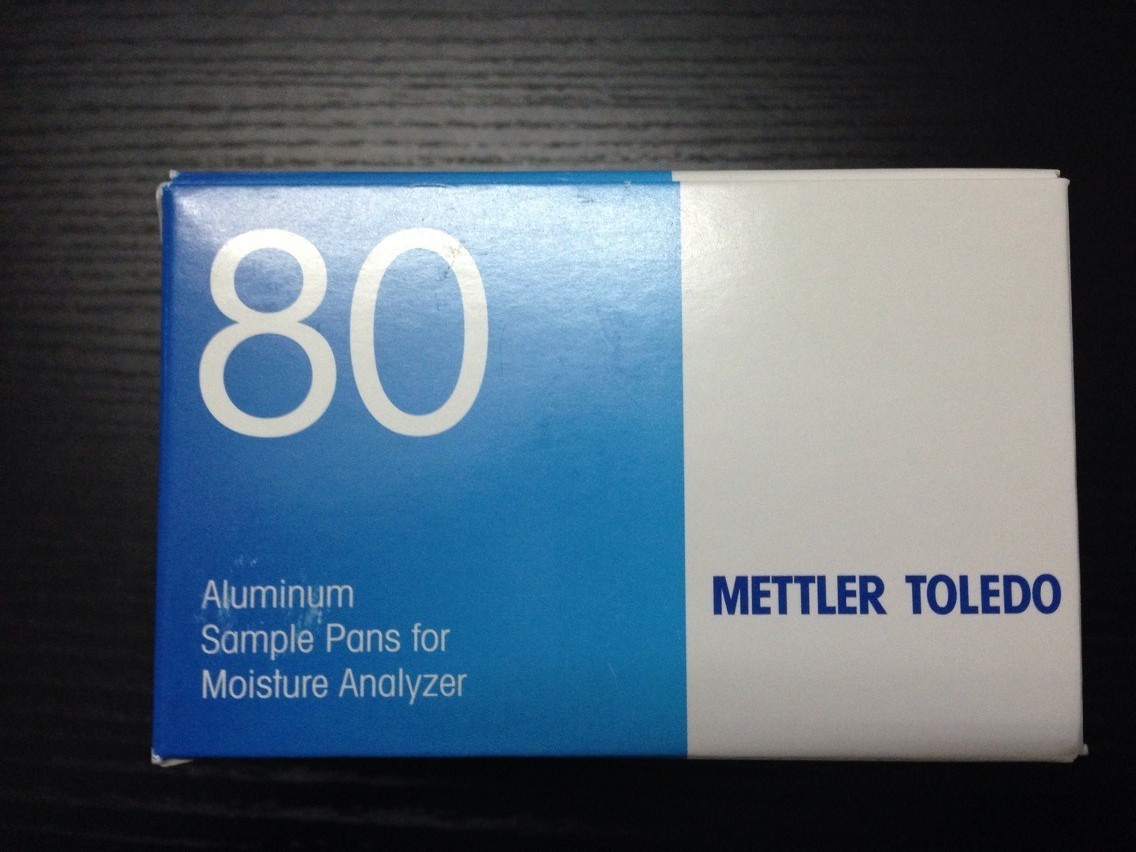 80
Aluminum
Sample Pans for
Moisture Analyzer
METTLER TOLEDO